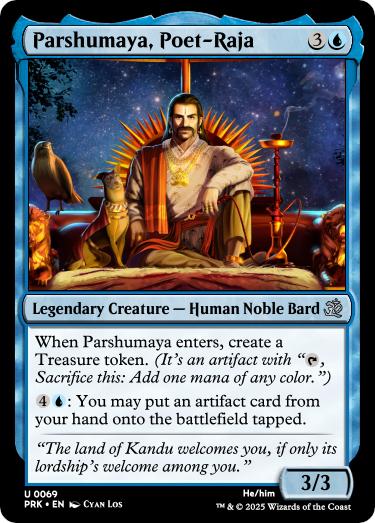 Parshumaya, Poet-Raja 3
Legendary Creature — Human Noble Bard
When Parshumaya enters, create a
Treasure token. (It's an artifact with “,
Sacrifice this: Add one mana of any color.”)
4 : You may put an artifact card from
your hand onto the battlefield tapped.
“The land of Kandu welcomes you, if only its
lordship's welcome among you.”
3/3
U 0069 He/him
PRK • EN Cyan Los ™ & © 2025 Wizards of the Coast